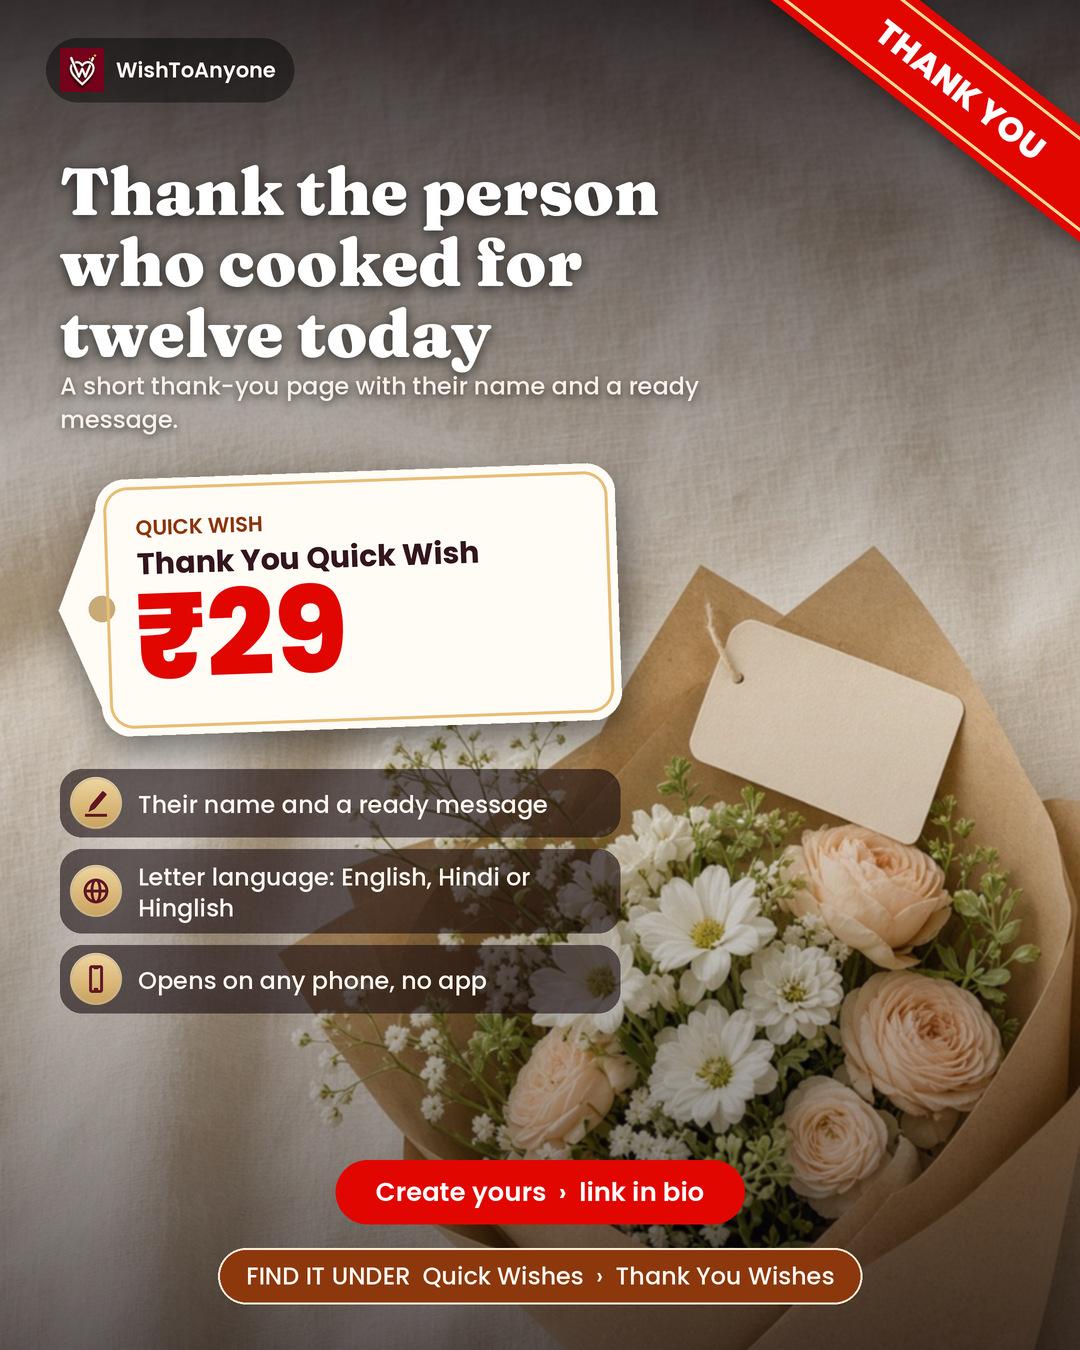 WishToAnyone
THANK YOU
Thank the person
who cooked for
twelve today
A short thank-you page with their name and a ready
message.
QUICK WISH
Thank You Quick Wish
₹29
Their name and a ready message
Letter language: English, Hindi or
Hinglish
Opens on any phone, no app
Create yours › link in bio
FIND IT UNDER Quick Wishes › Thank You Wishes